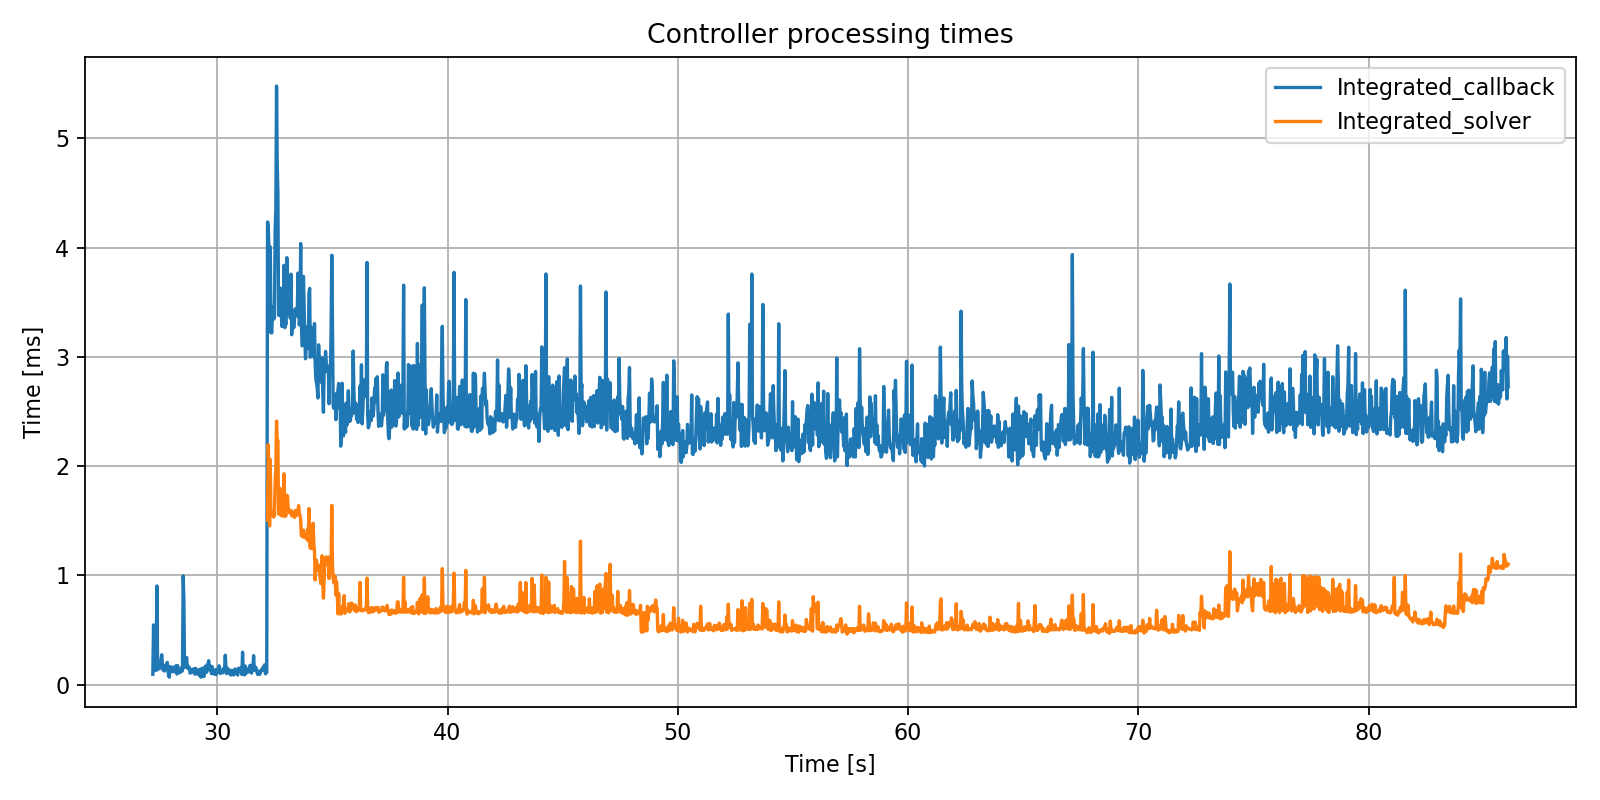 Controller processing times
Integrated_callback
Integrated_solver
Time [ms]
5
4
3
2
1
0
30 40 50 60 70 80
Time [s]